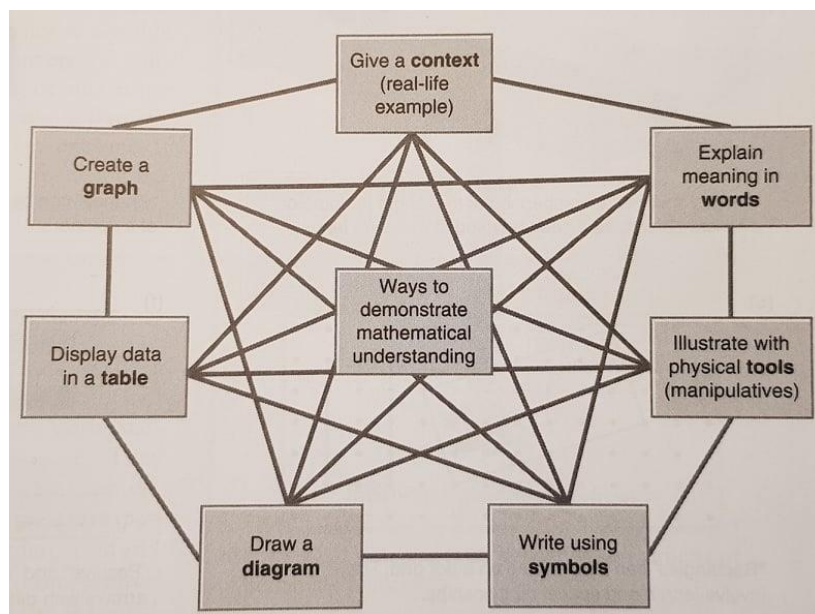 Give a context
(real-life
example)
Create a
graph
Explain
meaning in
words
Ways to
demonstrate
mathematical
understanding
Display data
in a table
Illustrate with
physical tools
(manipulatives)
Draw a
diagram
Write using
symbols